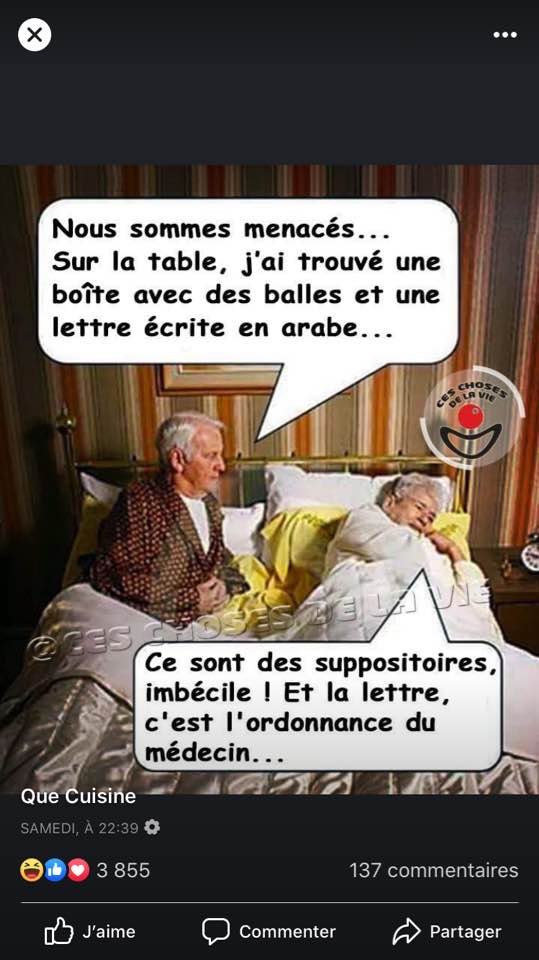 Nous sommes menacés...
Sur la table, j'ai trouvé une
boîte avec des balles et une
lettre écrite en arabe...
CES CHOSES
DE LA VIE
@CES CHOSES DE LA VIE
Ce sont des suppositoires,
imbécile ! Et la lettre,
c'est l'ordonnance du
médecin...
Que Cuisine
SAMEDI, À 22:39
3 855 137 commentaires
J'aime Commenter Partager